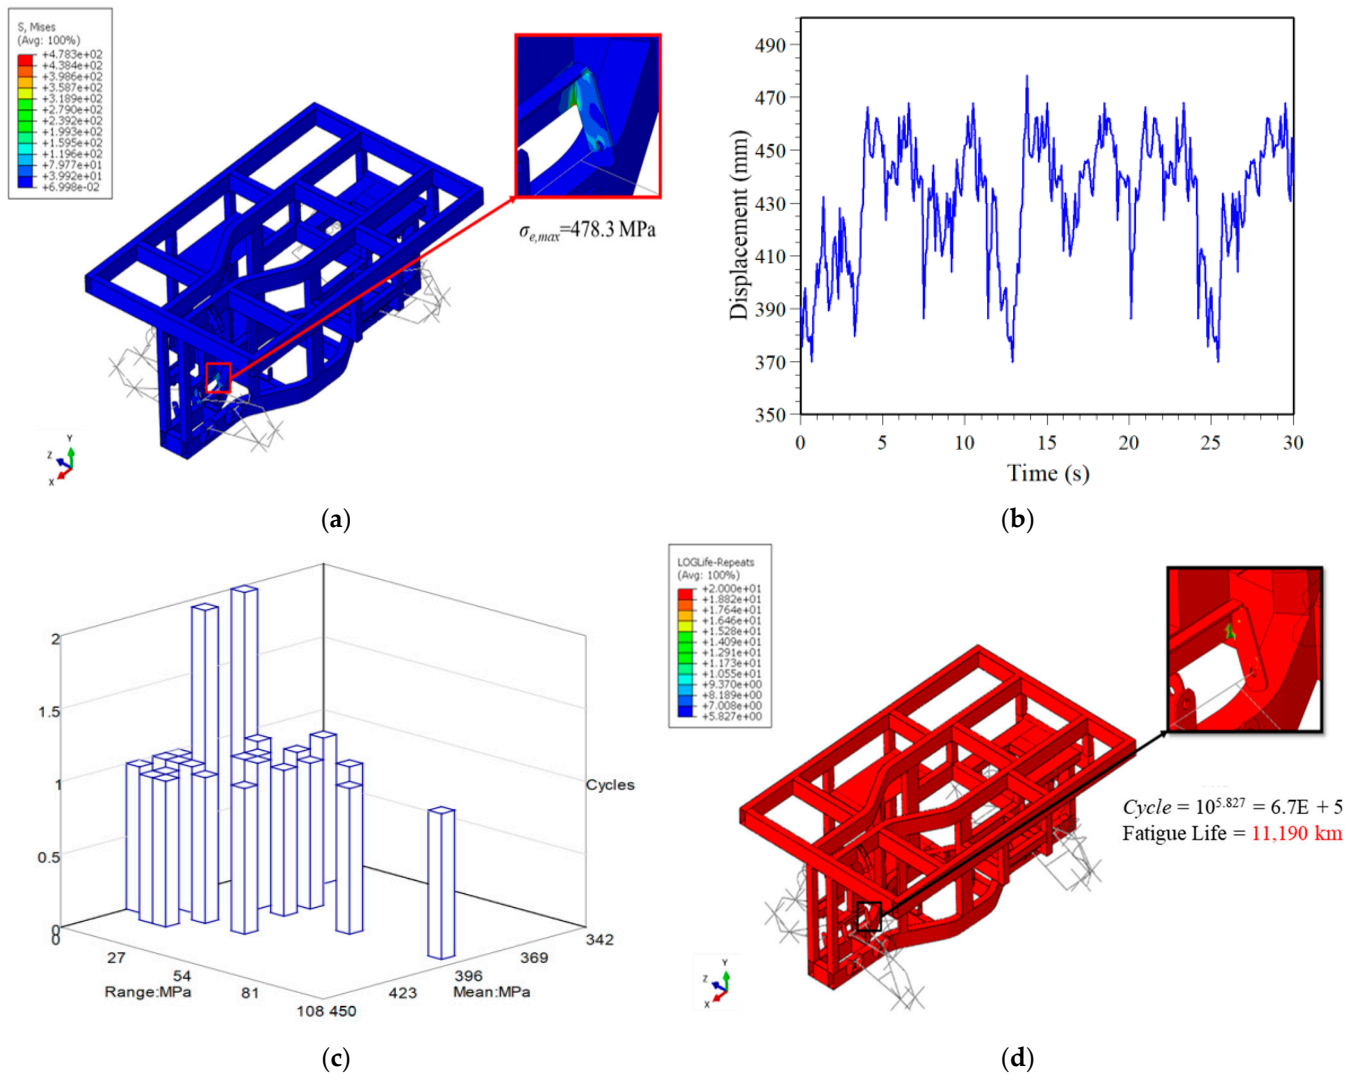 S, Mises
(Avg: 100%)
+4.783e+02
+4.384e+02
+3.986e+02
+3.587e+02
+3.189e+02
+2.790e+02
+2.392e+02
+1.993e+02
+1.595e+02
+1.196e+02
+7.977e+01
+3.992e+01
+6.998e-02
σe,max=478.3 MPa
Y
Z
X
(a)
Displacement (mm)
490
470
450
430
410
390
370
350
0 5 10 15 20 25 30
Time (s)
(b)
2
1.5
1
0.5
0
0
27
54
81
108
Range:MPa
450
423
396
369
342
Mean:MPa
Cycles
(c)
LOGLife-Repeats
(Avg: 100%)
+2.000e+01
+1.882e+01
+1.764e+01
+1.646e+01
+1.528e+01
+1.409e+01
+1.291e+01
+1.173e+01
+1.055e+01
+9.370e+00
+8.189e+00
+7.008e+00
+5.827e+00
Cycle = 10^5.827 = 6.7E + 5
Fatigue Life = 11,190 km
Y
Z
X
(d)